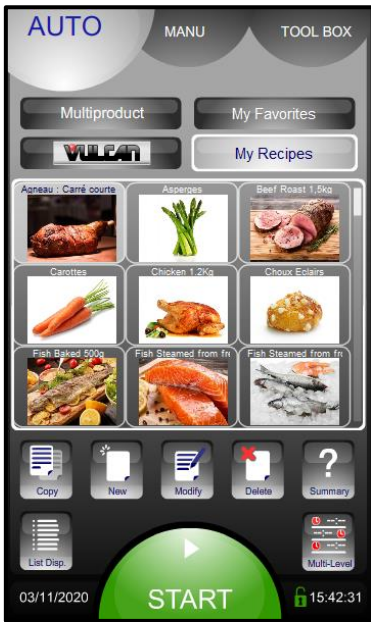 AUTO
MANU
TOOL BOX
Multiproduct
My Favorites
VULCAN
My Recipes
Agneau : Carré courte
Asperges
Beef Roast 1,5kg
Carottes
Chicken 1.2Kg
Choux Eclairs
Fish Baked 500g
Fish Steamed from fre
Fish Steamed from fre
Copy
New
Modify
Delete
?
Summary
List Disp.
Multi-Level
START
03/11/2020
15:42:31